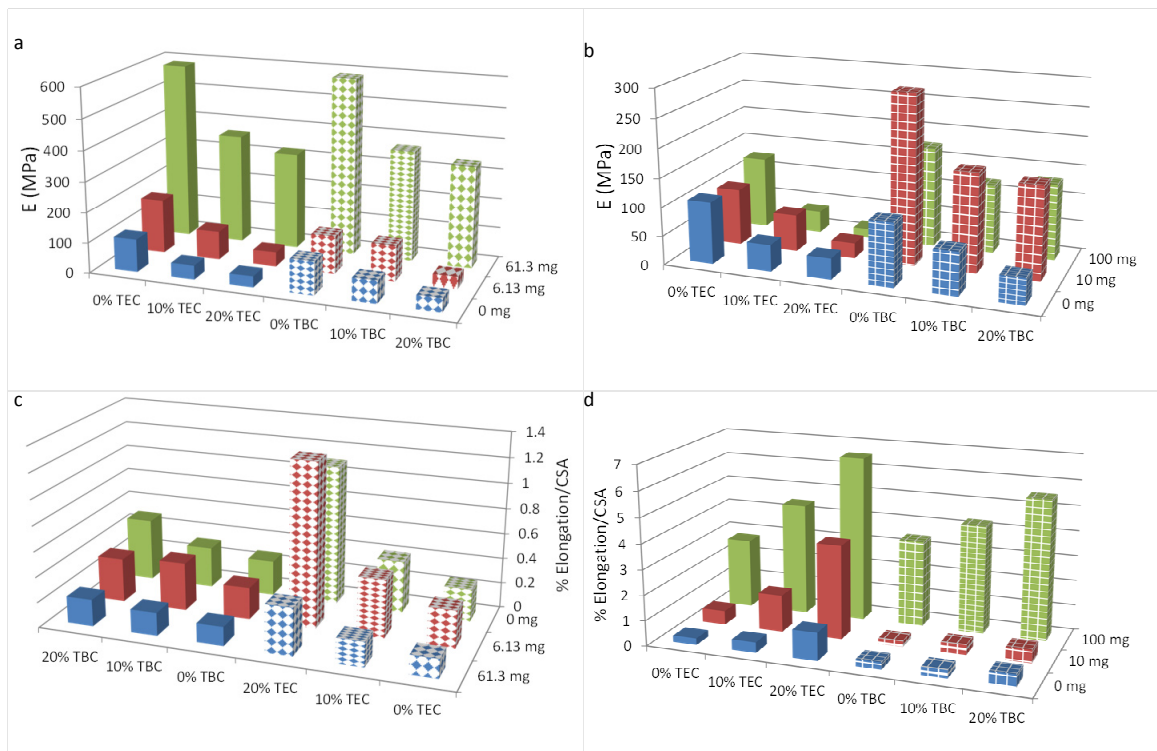 a
E (MPa)
600
500
400
300
200
100
0
0% TEC
10% TEC
20% TEC
0% TBC
10% TBC
20% TBC
61.3 mg
6.13 mg
0 mg
b
E (MPa)
300
250
200
150
100
50
0
0% TEC
10% TEC
20% TEC
0% TBC
10% TBC
20% TBC
100 mg
10 mg
0 mg
c
1.4
1.2
1
0.8
0.6
0.4
0.2
0
% Elongation/CSA
0 mg
6.13 mg
61.3 mg
20% TBC
10% TBC
0% TBC
20% TEC
10% TEC
0% TEC
d
% Elongation/CSA
7
6
5
4
3
2
1
0
0% TEC
10% TEC
20% TEC
0% TBC
10% TBC
20% TBC
100 mg
10 mg
0 mg